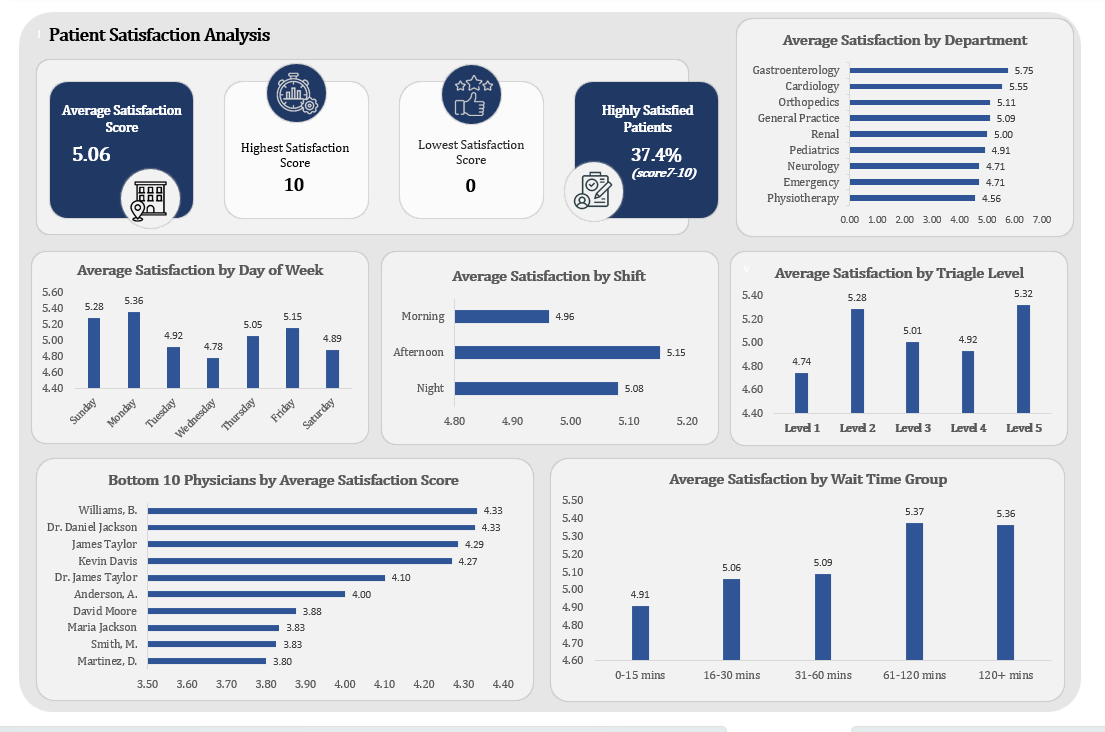 Patient Satisfaction Analysis
Average Satisfaction
Score
5.06
Highest Satisfaction
Score
10
Lowest Satisfaction
Score
0
Highly Satisfied
Patients
37.4%
(score7-10)
Average Satisfaction by Department
Gastroenterology 5.75
Cardiology 5.55
Orthopedics 5.11
General Practice 5.09
Renal 5.00
Pediatrics 4.91
Neurology 4.71
Emergency 4.71
Physiotherapy 4.56
0.00 1.00 2.00 3.00 4.00 5.00 6.00 7.00
Average Satisfaction by Day of Week
5.60
5.40
5.20
5.00
4.80
4.60
4.40
5.28 5.36 4.92 4.78 5.05 5.15 4.89
Sunday Monday Tuesday Wednesday Thursday Friday Saturday
Average Satisfaction by Shift
Morning 4.96
Afternoon 5.15
Night 5.08
4.80 4.90 5.00 5.10 5.20
Average Satisfaction by Triagle Level
5.40
5.20
5.00
4.80
4.60
4.40
4.74 5.28 5.01 4.92 5.32
Level 1 Level 2 Level 3 Level 4 Level 5
Bottom 10 Physicians by Average Satisfaction Score
Williams, B. 4.33
Dr. Daniel Jackson 4.33
James Taylor 4.29
Kevin Davis 4.27
Dr. James Taylor 4.10
Anderson, A. 4.00
David Moore 3.88
Maria Jackson 3.83
Smith, M. 3.83
Martinez, D. 3.80
3.50 3.60 3.70 3.80 3.90 4.00 4.10 4.20 4.30 4.40
Average Satisfaction by Wait Time Group
5.50
5.40
5.30
5.20
5.10
5.00
4.90
4.80
4.70
4.60
4.91 5.06 5.09 5.37 5.36
0-15 mins 16-30 mins 31-60 mins 61-120 mins 120+ mins